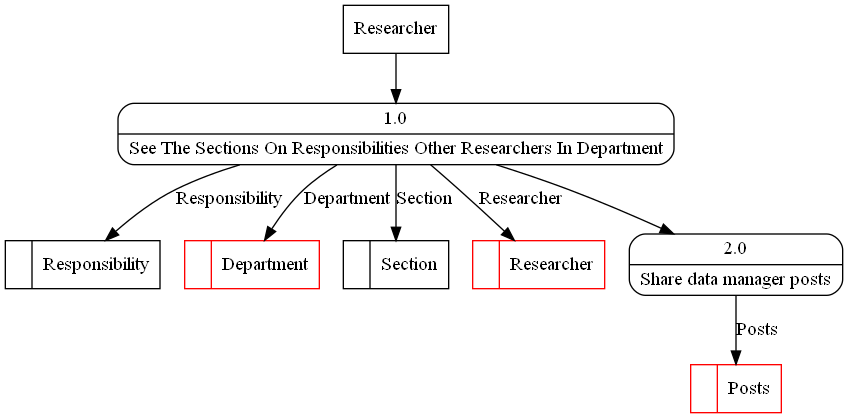 Researcher
1.0
See The Sections On Responsibilities Other Researchers In Department
Responsibility
Department
Section
Researcher
Responsibility
Department
Section
Researcher
2.0
Share data manager posts
Posts
Posts